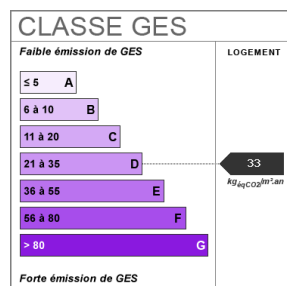 CLASSE GES
Faible émission de GES
LOGEMENT
≤ 5 A
6 à 10 B
11 à 20 C
21 à 35 D
33
kgéqCO2/m².an
36 à 55 E
56 à 80 F
> 80 G
Forte émission de GES